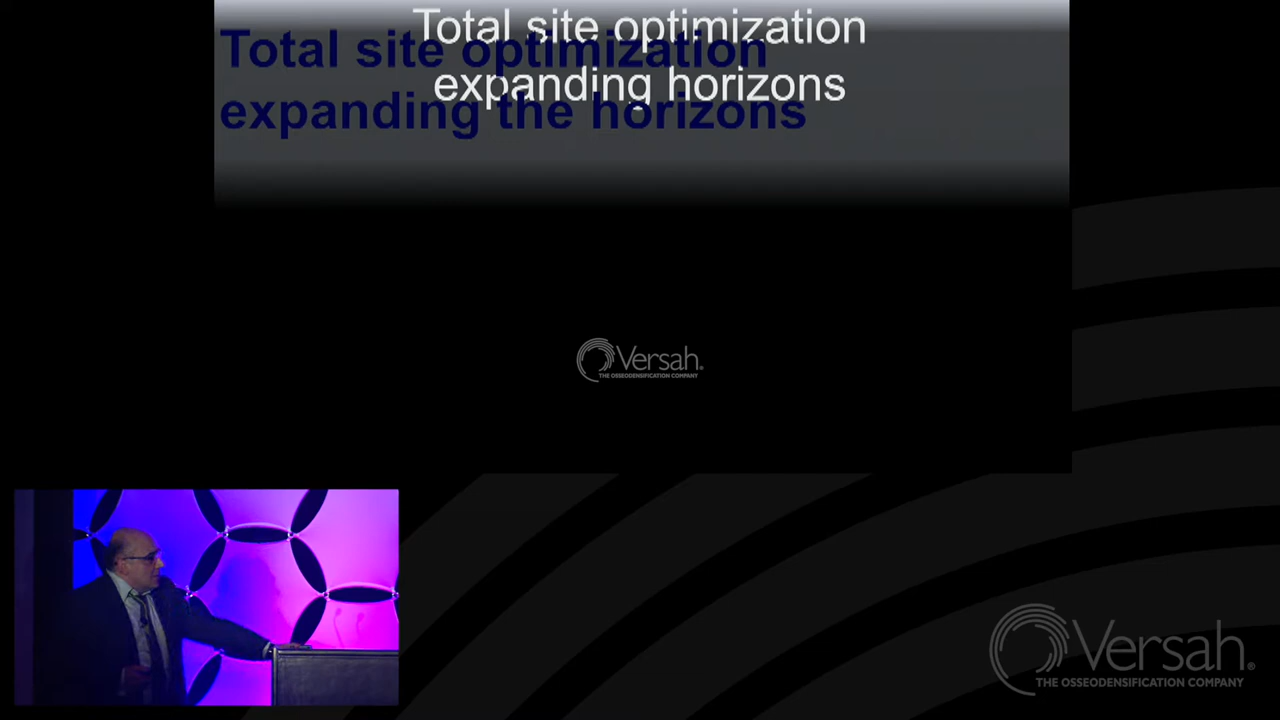 Total site optimization
expanding horizons
Total site optimization
expanding the horizons
Versah®
THE OSSEODENSIFICATION COMPANY
Versah®
THE OSSEODENSIFICATION COMPANY